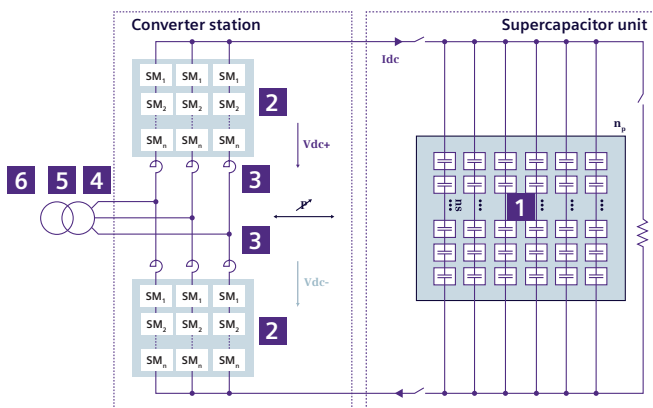 Converter station
Supercapacitor unit
Idc
SM1 SM1 SM1
SM2 SM2 SM2
SMn SMn SMn
2
Vdc+
np
3
6 5 4
P
1
ns
3
Vdc-
SM1 SM1 SM1
SM2 SM2 SM2
SMn SMn SMn
2